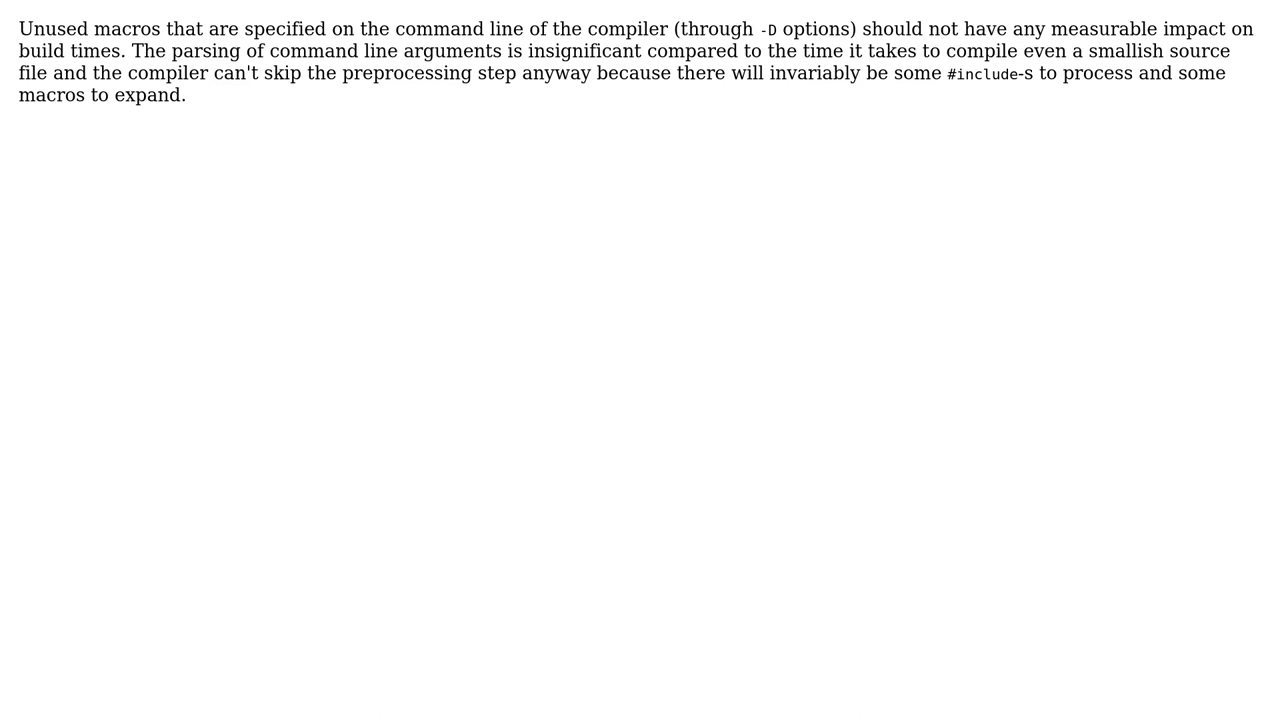 Unused macros that are specified on the command line of the compiler (through -D options) should not have any measurable impact on
build times. The parsing of command line arguments is insignificant compared to the time it takes to compile even a smallish source
file and the compiler can't skip the preprocessing step anyway because there will invariably be some #include-s to process and some
macros to expand.